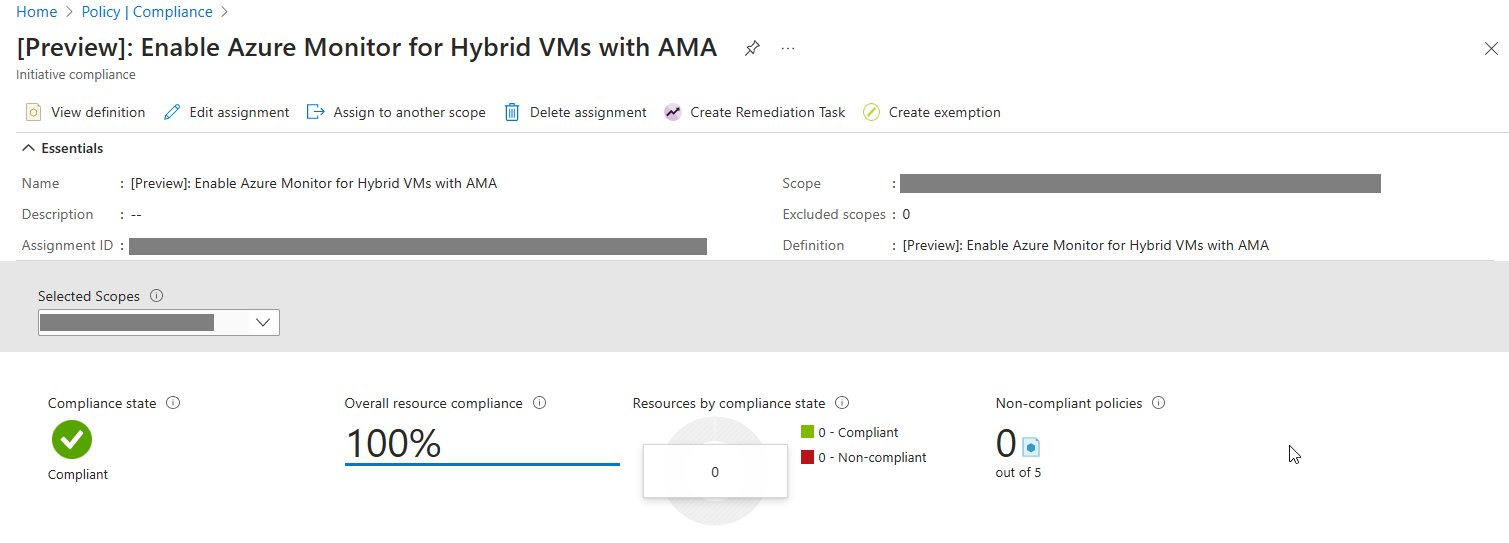 Home > Policy | Compliance >
[Preview]: Enable Azure Monitor for Hybrid VMs with AMA ...
Initiative compliance
View definition Edit assignment Assign to another scope Delete assignment Create Remediation Task Create exemption
Essentials
Name : [Preview]: Enable Azure Monitor for Hybrid VMs with AMA Scope :
Description : -- Excluded scopes : 0
Assignment ID : Definition : [Preview]: Enable Azure Monitor for Hybrid VMs with AMA
Selected Scopes
Compliance state Overall resource compliance Resources by compliance state Non-compliant policies
100% 0 - Compliant 0
0 - Non-compliant
0
Compliant out of 5